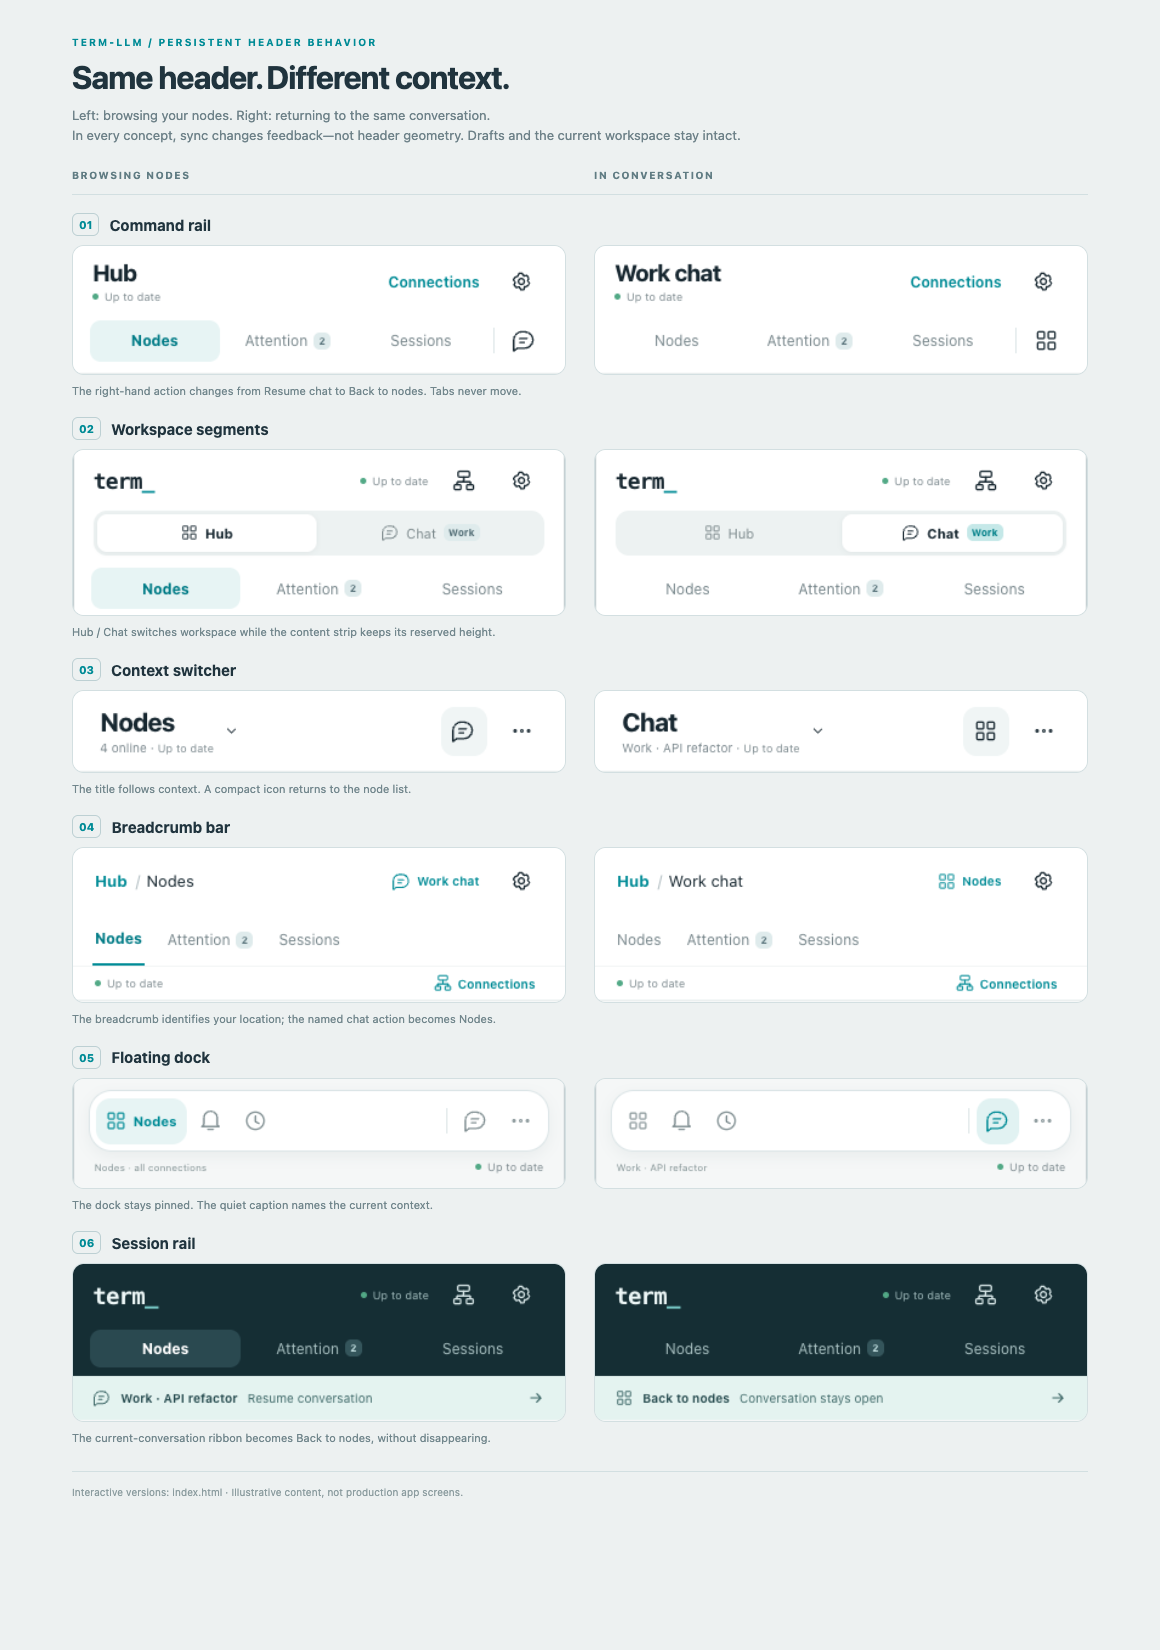 TERM-LLM / PERSISTENT HEADER BEHAVIOR
Same header. Different context.
Left: browsing your nodes. Right: returning to the same conversation.
In every concept, sync changes feedback—not header geometry. Drafts and the current workspace stay intact.
BROWSING NODES
IN CONVERSATION
01 Command rail
Hub
Up to date
Connections
Nodes Attention 2 Sessions
Work chat
Up to date
Connections
Nodes Attention 2 Sessions
The right-hand action changes from Resume chat to Back to nodes. Tabs never move.
02 Workspace segments
term_ Up to date
Hub Chat Work
Nodes Attention 2 Sessions
term_ Up to date
Hub Chat Work
Nodes Attention 2 Sessions
Hub / Chat switches workspace while the content strip keeps its reserved height.
03 Context switcher
Nodes
4 online · Up to date
Chat
Work · API refactor · Up to date
The title follows context. A compact icon returns to the node list.
04 Breadcrumb bar
Hub / Nodes Work chat
Nodes Attention 2 Sessions
Up to date Connections
Hub / Work chat Nodes
Nodes Attention 2 Sessions
Up to date Connections
The breadcrumb identifies your location; the named chat action becomes Nodes.
05 Floating dock
Nodes
Nodes · all connections Up to date
Work · API refactor Up to date
The dock stays pinned. The quiet caption names the current context.
06 Session rail
term_ Up to date
Nodes Attention 2 Sessions
Work · API refactor Resume conversation →
term_ Up to date
Nodes Attention 2 Sessions
Back to nodes Conversation stays open →
The current-conversation ribbon becomes Back to nodes, without disappearing.
Interactive versions: index.html · Illustrative content, not production app screens.